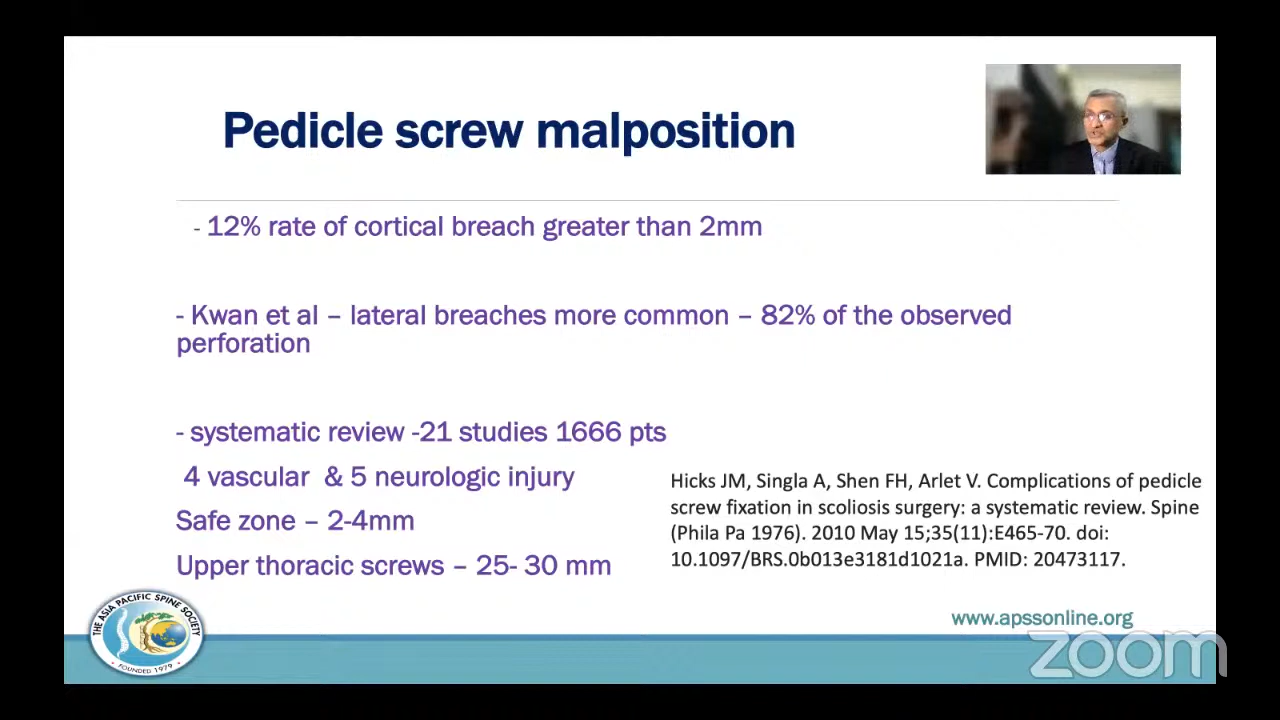 Pedicle screw malposition
- 12% rate of cortical breach greater than 2mm
- Kwan et al – lateral breaches more common – 82% of the observed
perforation
- systematic review -21 studies 1666 pts
4 vascular & 5 neurologic injury
Safe zone – 2-4mm
Upper thoracic screws – 25- 30 mm
Hicks JM, Singla A, Shen FH, Arlet V. Complications of pedicle
screw fixation in scoliosis surgery: a systematic review. Spine
(Phila Pa 1976). 2010 May 15;35(11):E465-70. doi:
10.1097/BRS.0b013e3181d1021a. PMID: 20473117.
THE ASIA PACIFIC SPINE SOCIETY
• FOUNDED 1979 •
www.apssonline.org
zoom